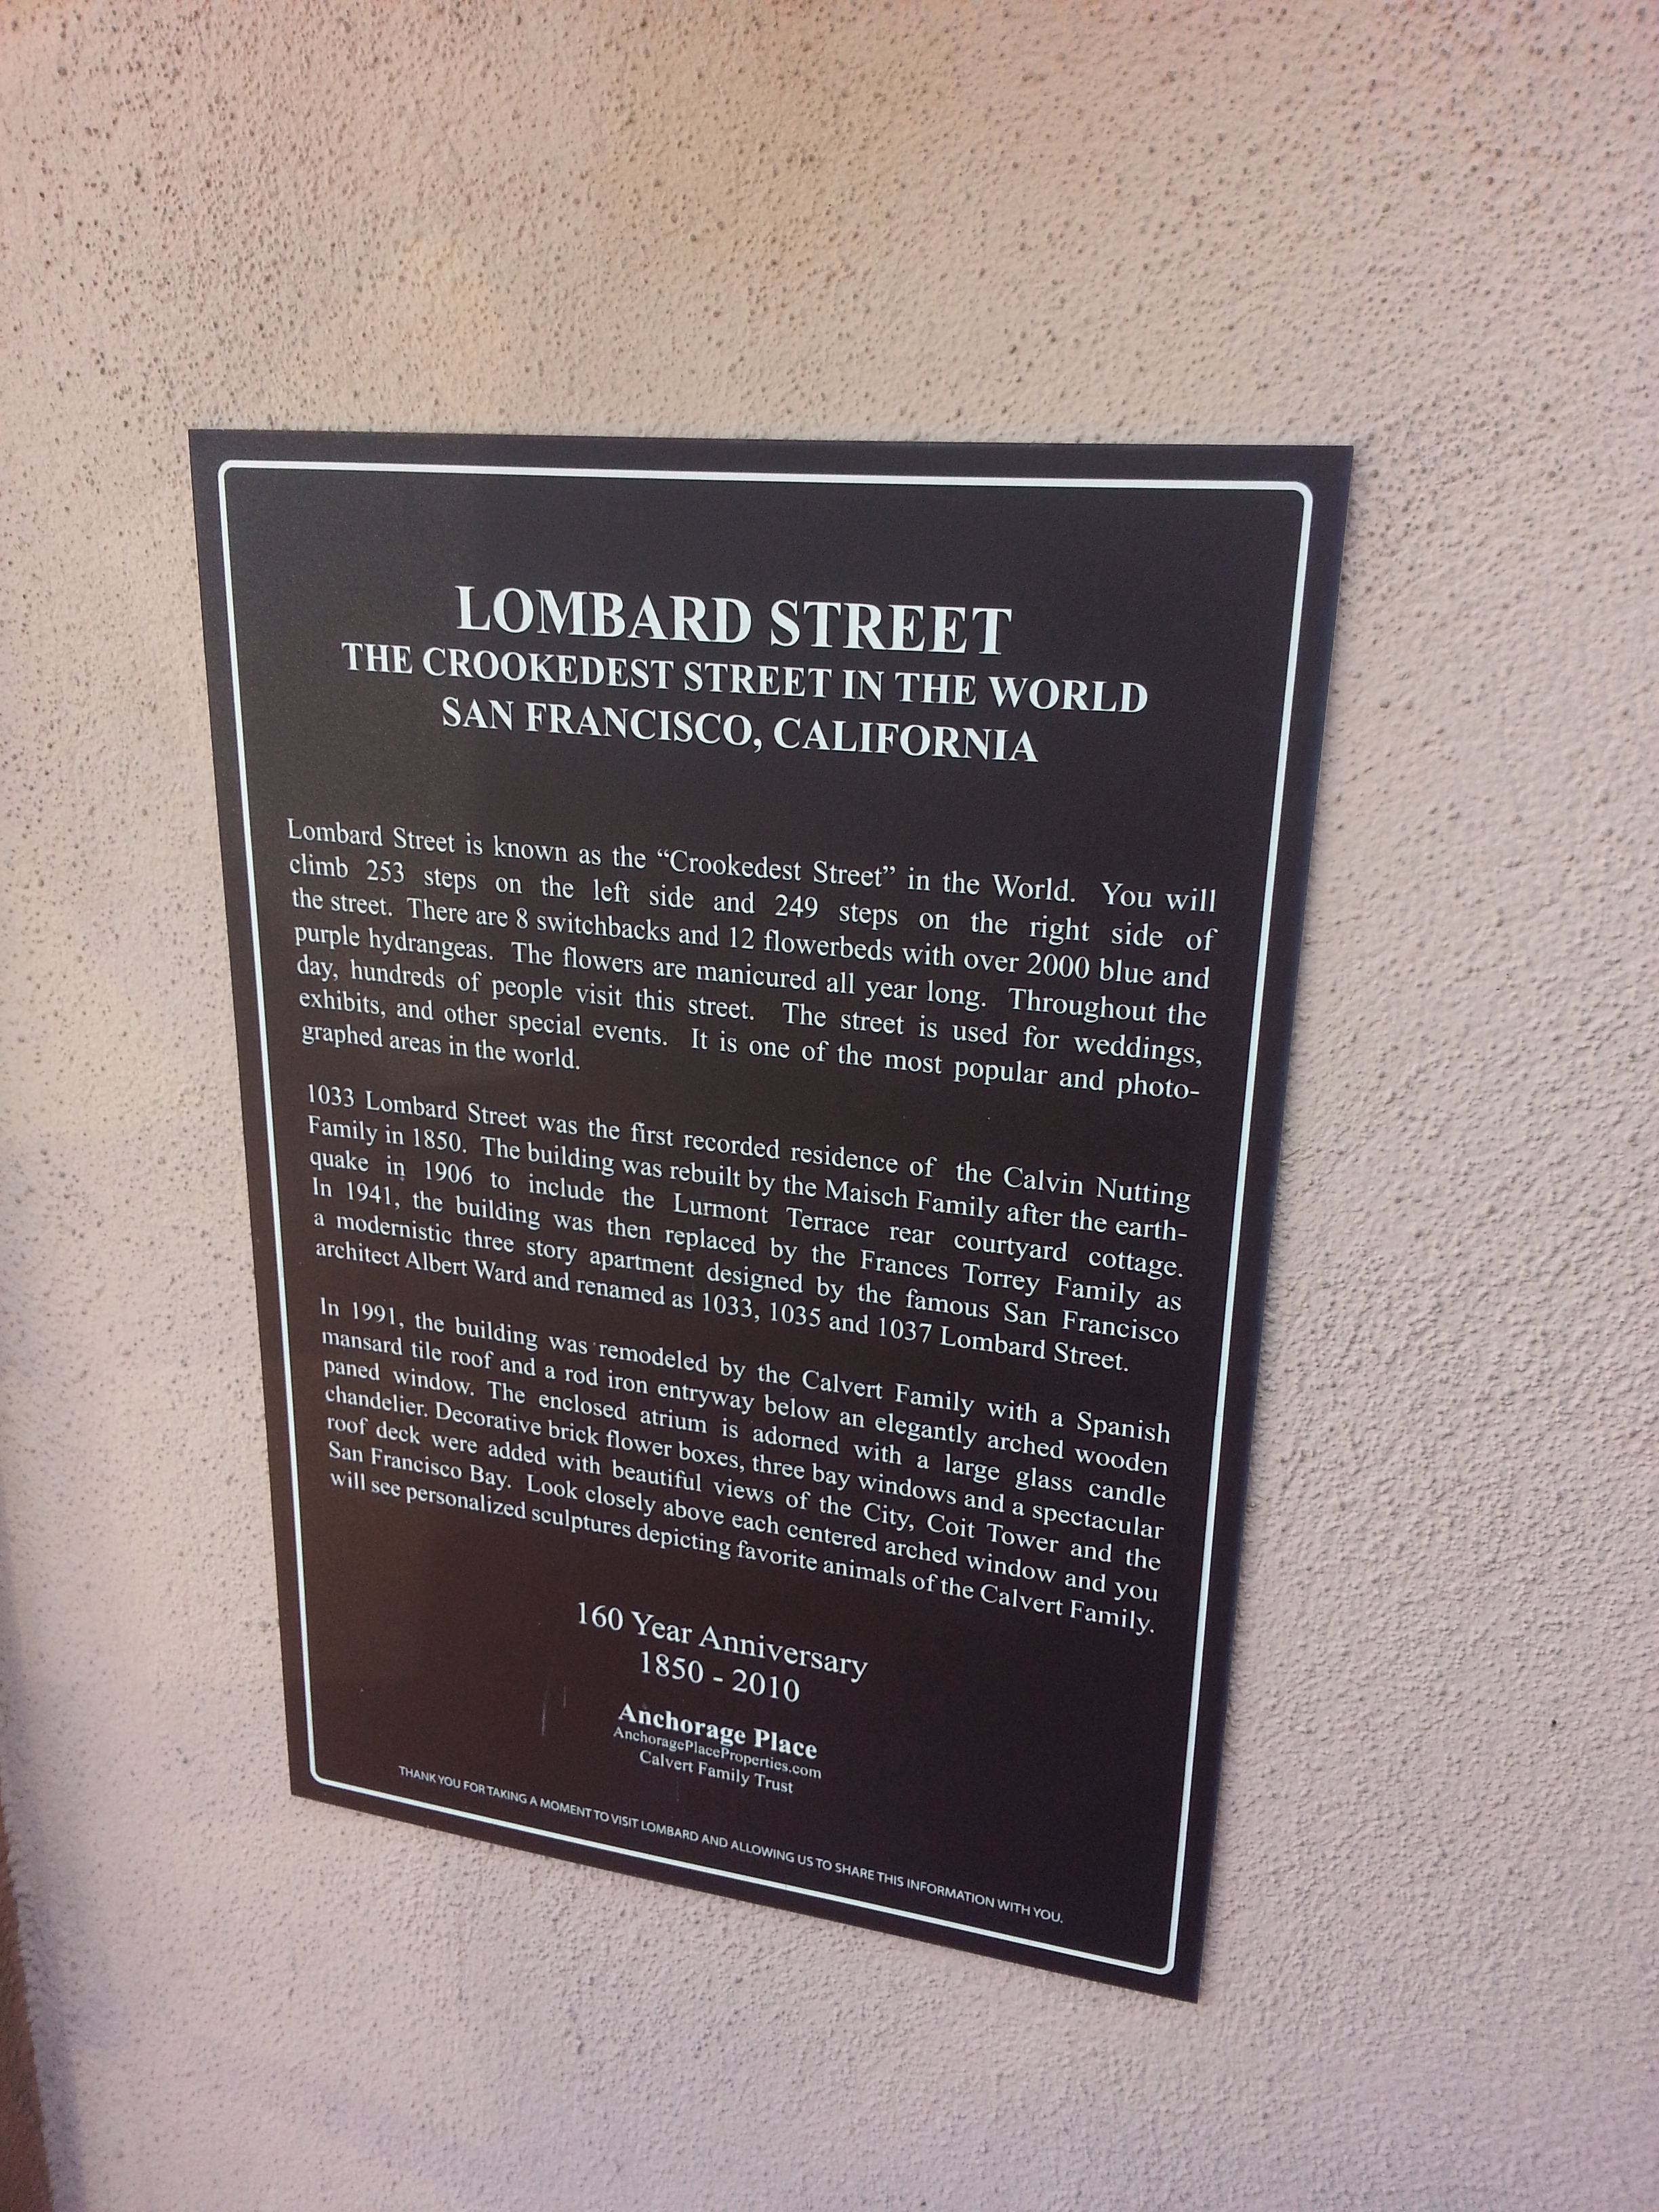 LOMBARD STREET
THE CROOKEDEST STREET IN THE WORLD
SAN FRANCISCO, CALIFORNIA
Lombard Street is known as the “Crookedest Street” in the World. You will
climb 253 steps on the left side and 249 steps on the right side of
the street. There are 8 switchbacks and 12 flowerbeds with over 2000 blue and
purple hydrangeas. The flowers are manicured all year long. Throughout the
day, hundreds of people visit this street. The street is used for weddings,
exhibits, and other special events. It is one of the most popular and photo-
graphed areas in the world.
1033 Lombard Street was the first recorded residence of the Calvin Nutting
Family in 1850. The building was rebuilt by the Maisch Family after the earth-
quake in 1906 to include the Lurmont Terrace rear courtyard cottage.
In 1941, the building was then replaced by the Frances Torrey Family as
a modernistic three story apartment designed by the famous San Francisco
architect Albert Ward and renamed as 1033, 1035 and 1037 Lombard Street.
In 1991, the building was remodeled by the Calvert Family with a Spanish
mansard tile roof and a rod iron entryway below an elegantly arched wooden
paned window. The enclosed atrium is adorned with a large glass candle
chandelier. Decorative brick flower boxes, three bay windows and a spectacular
roof deck were added with beautiful views of the City, Coit Tower and the
San Francisco Bay. Look closely above each centered arched window and you
will see personalized sculptures depicting favorite animals of the Calvert Family.
160 Year Anniversary
1850 - 2010
Anchorage Place
AnchoragePlaceProperties.com
Calvert Family Trust
THANK YOU FOR TAKING A MOMENT TO VISIT LOMBARD AND ALLOWING US TO SHARE THIS INFORMATION WITH YOU.